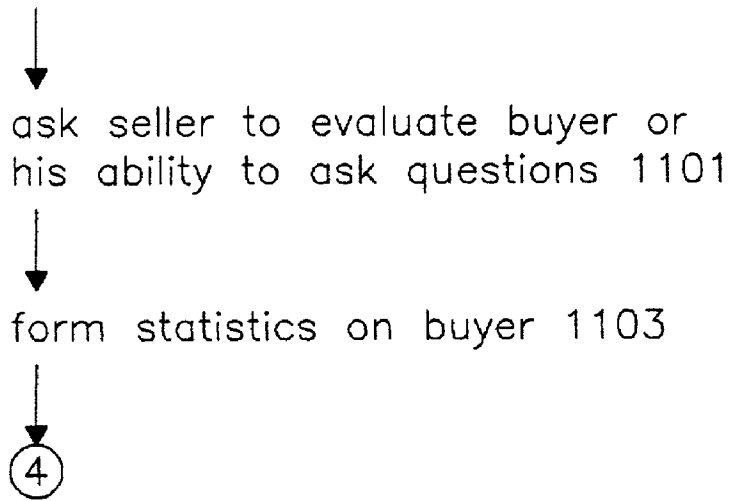 ask seller to evaluate buyer or
his ability to ask questions 1101
form statistics on buyer 1103
4